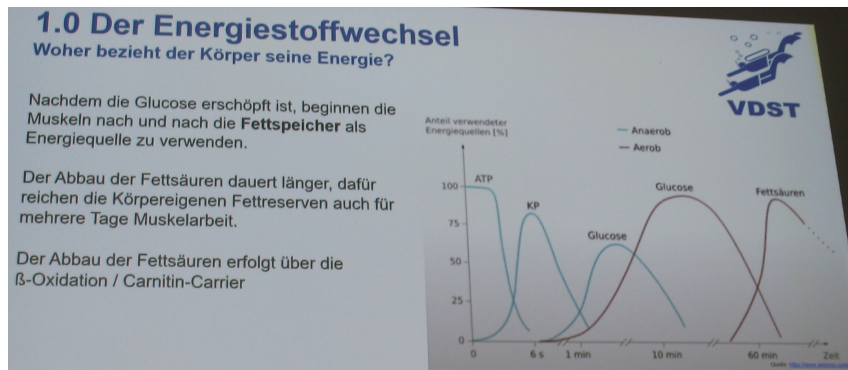 1.0 Der Energiestoffwechsel
Woher bezieht der Körper seine Energie?
VDST
Nachdem die Glucose erschöpft ist, beginnen die
Muskeln nach und nach die Fettspeicher als
Energiequelle zu verwenden.
Der Abbau der Fettsäuren dauert länger, dafür
reichen die Körpereigenen Fettreserven auch für
mehrere Tage Muskelarbeit.
Der Abbau der Fettsäuren erfolgt über die
ß-Oxidation / Carnitin-Carrier
Anteil verwendeter
Energiequellen [%]
Anaerob
Aerob
100
75
50
25
0
ATP
KP
Glucose
Glucose
Fettsäuren
0 6 s 1 min 10 min 60 min Zeit
Quelle: